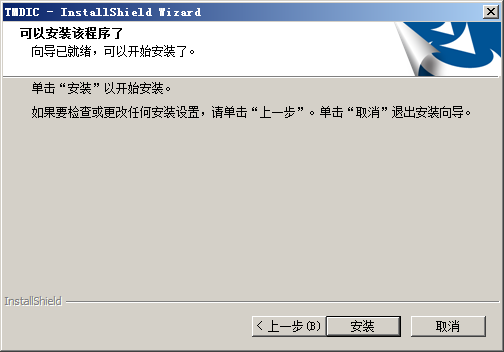 TMDIC - InstallShield Wizard
可以安装该程序了
向导已就绪，可以开始安装了。
单击“安装”以开始安装。
如果要检查或更改任何安装设置，请单击“上一步”。单击“取消”退出安装向导。
InstallShield
< 上一步(B) 安装 取消